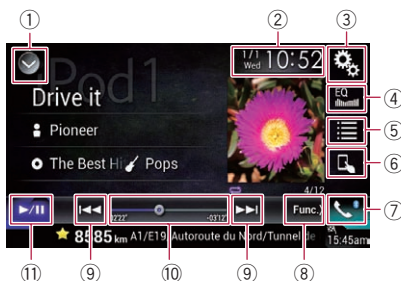 ① ② ③
iPod1
1/1
Wed 10:52
Drive it
EQ ④
⑤
Pioneer
⑥
The Best Hi Pops
4/12
Func. ⑦
02'22" -03'12"
8585 km A1/E19, Autoroute du Nord/Tunnel de
15:45am
⑪ ⑨ ⑩ ⑨ ⑧